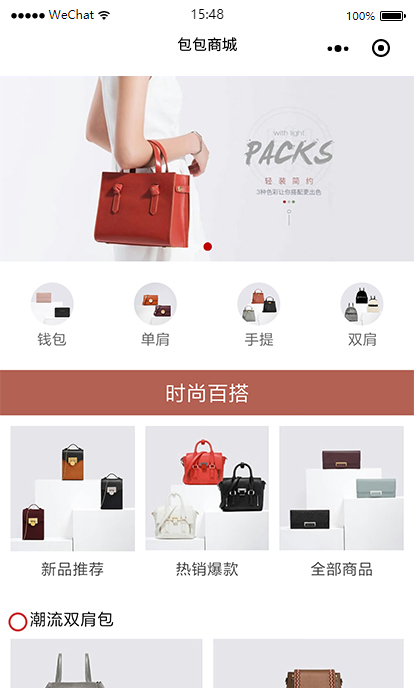 WeChat 15:48 100%
包包商城
with light
PACKS
轻装简约
3种色彩让你搭配更出色
钱包 单肩 手提 双肩
时尚百搭
新品推荐 热销爆款 全部商品
潮流双肩包